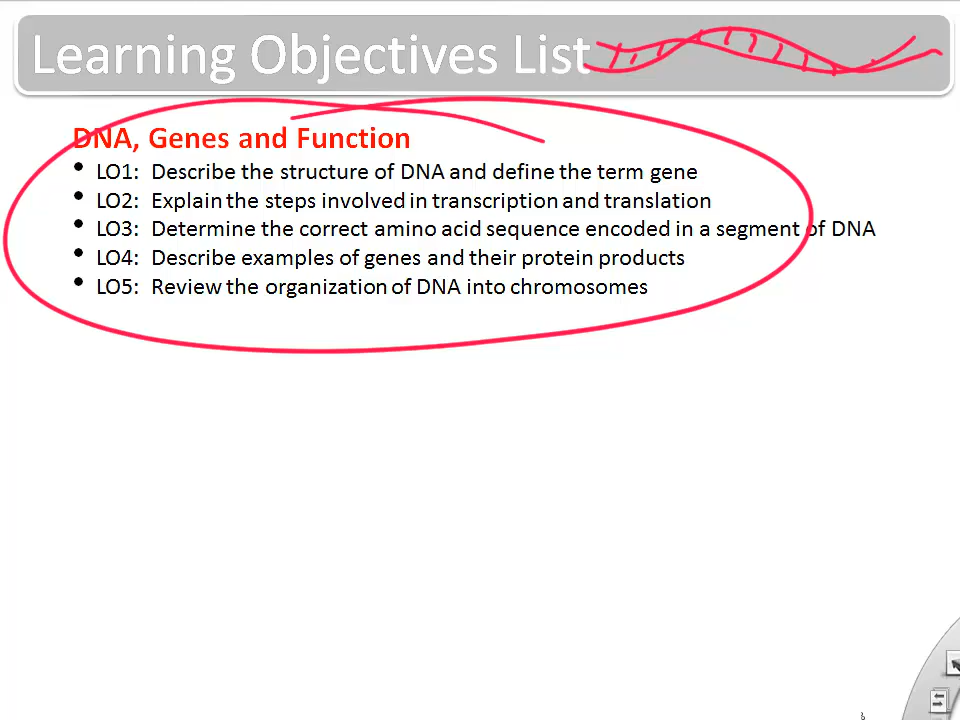 Learning Objectives List
DNA, Genes and Function
• LO1: Describe the structure of DNA and define the term gene
• LO2: Explain the steps involved in transcription and translation
• LO3: Determine the correct amino acid sequence encoded in a segment of DNA
• LO4: Describe examples of genes and their protein products
• LO5: Review the organization of DNA into chromosomes